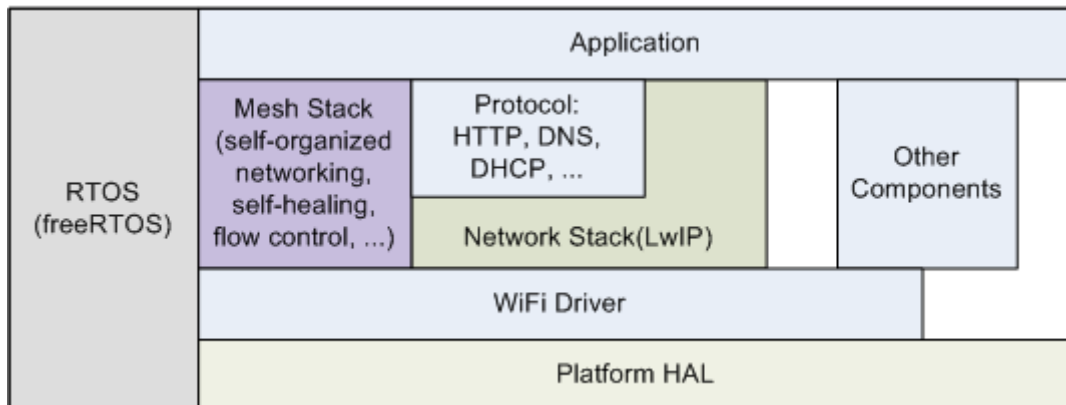 Application
Mesh Stack
(self-organized
networking,
self-healing,
flow control, ...)
Protocol:
HTTP, DNS,
DHCP, ...
Other
Components
RTOS
(freeRTOS)
Network Stack(LwIP)
WiFi Driver
Platform HAL